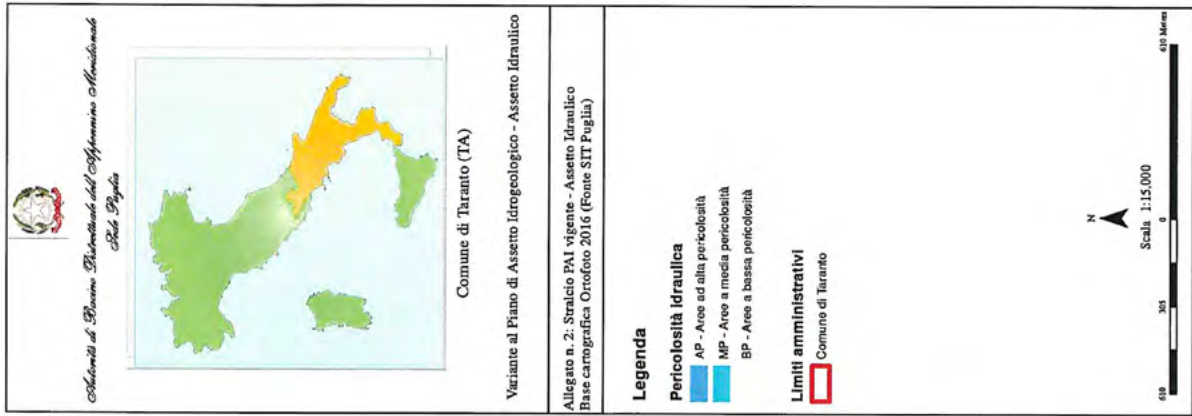 Autorità di Bacino Distrettuale dell'Appennino Meridionale
Sede Puglia
Comune di Taranto (TA)
Variante al Piano di Assetto Idrogeologico - Assetto Idraulico
Allegato n. 2: Stralcio PAI vigente - Assetto Idraulico
Base cartografica Ortofoto 2016 (Fonte SIT Puglia)
Legenda
Pericolosità idraulica
AP - Aree ad alta pericolosità
MP - Aree a media pericolosità
BP - Aree a bassa pericolosità
Limiti amministrativi
Comune di Taranto
N
Scala 1:15.000
610 305 0 610 Meters